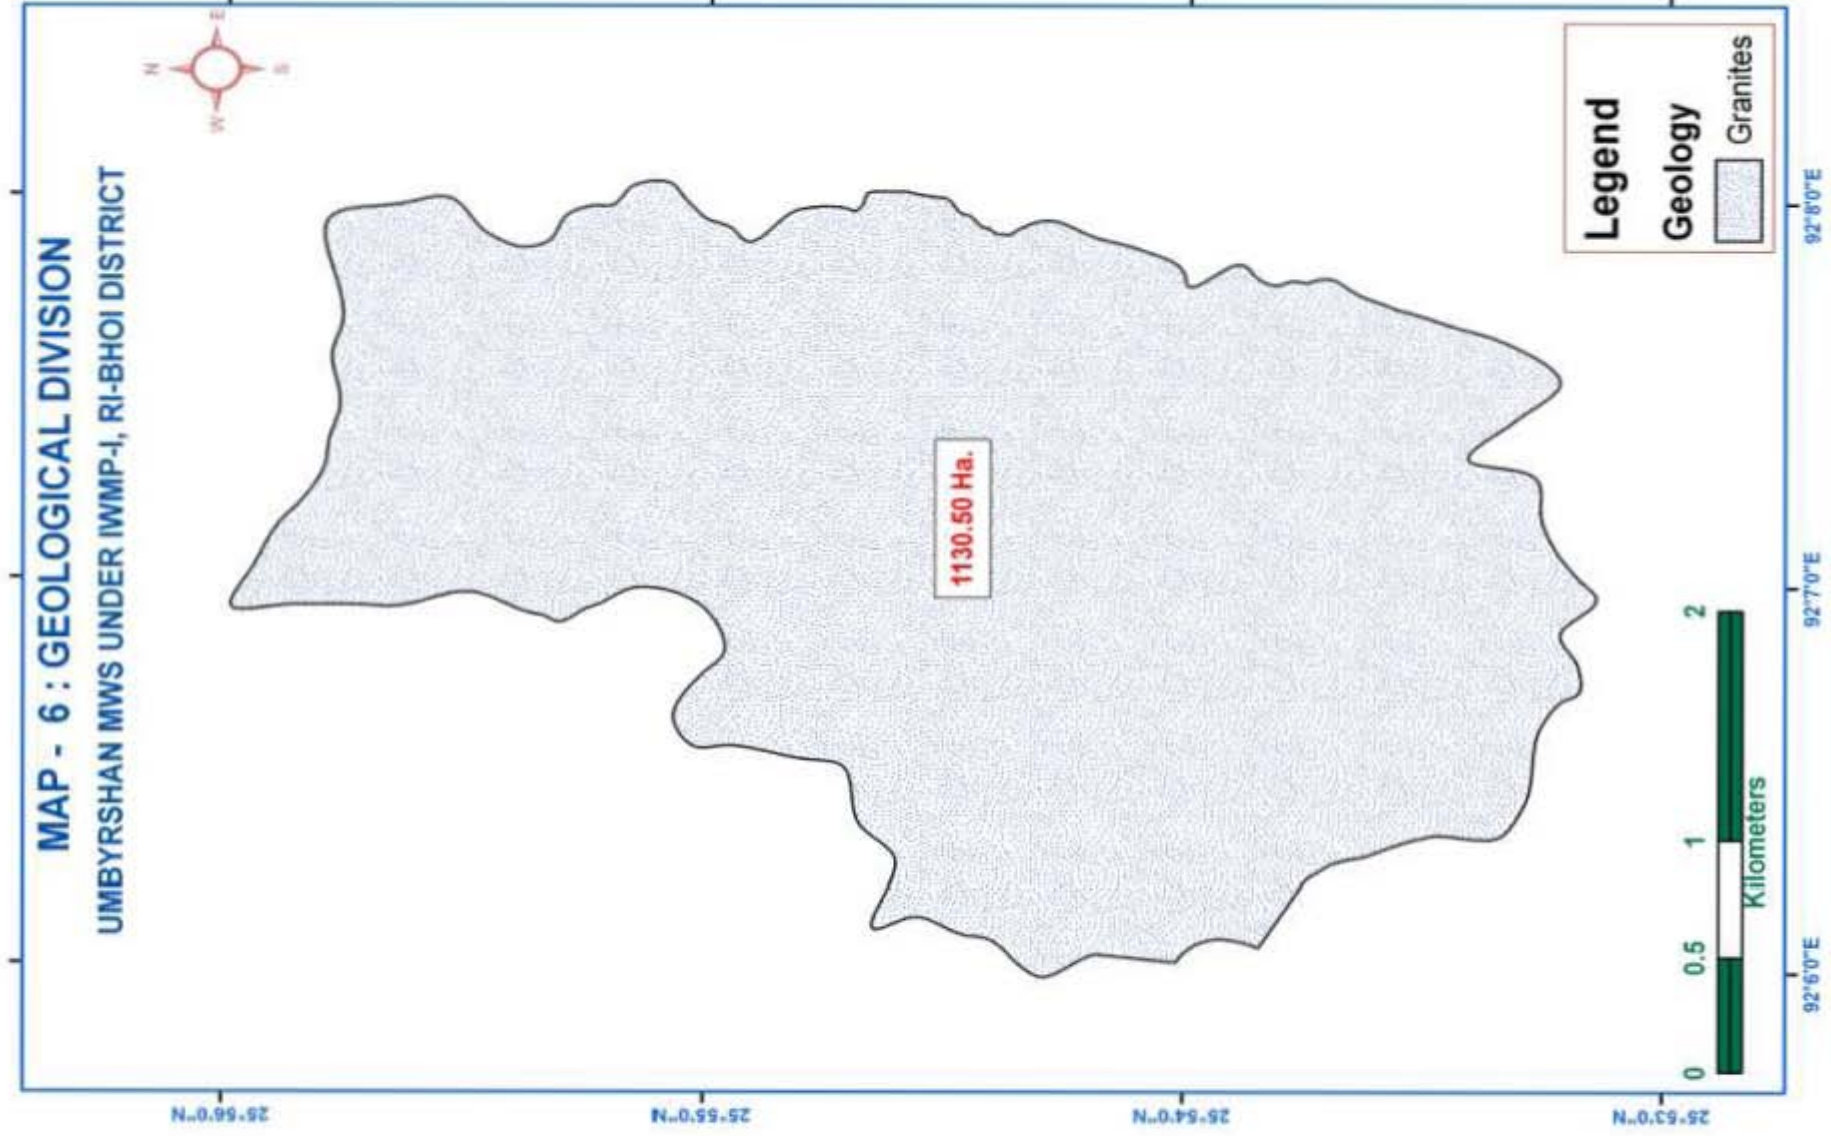 MAP - 6 : GEOLOGICAL DIVISION
UMBYRSHAN MWS UNDER IWMP-I, RI-BHOI DISTRICT
N
W
E
S
25°56'0"N
25°55'0"N
25°54'0"N
25°53'0"N
1130.50 Ha.
Legend
Geology
Granites
0 0.5 1 2
Kilometers
92°6'0"E 92°7'0"E 92°8'0"E